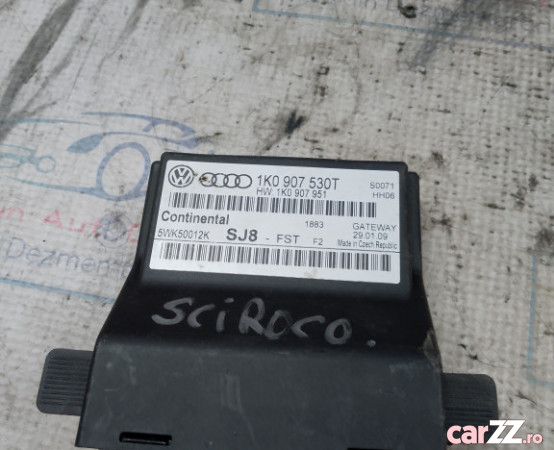 1K0 907 530T
HW: 1K0 907 951
S0071
HH06
Continental
1883
GATEWAY
5WK50012K
SJ8 - FST F2
29.01.09
Made in Czech Republic
SCIROCO.
carZZ.ro